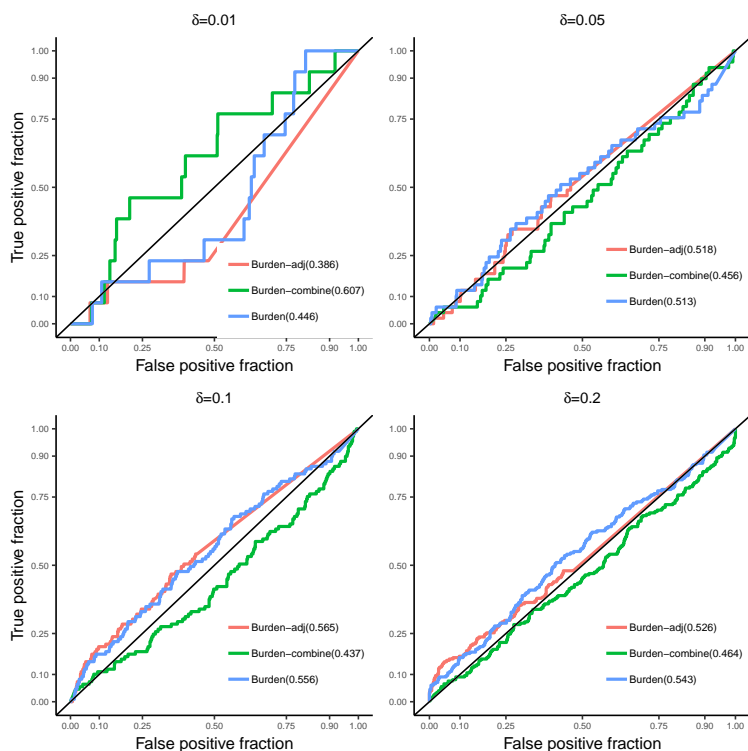 δ=0.01
True positive fraction
1.00
0.90
0.75
0.50
0.25
0.10
0.00
Burden−adj(0.386)
Burden−combine(0.607)
Burden(0.446)
0.00 0.10 0.25 0.50 0.75 0.90 1.00
False positive fraction
δ=0.05
True positive fraction
1.00
0.90
0.75
0.50
0.25
0.10
0.00
Burden−adj(0.518)
Burden−combine(0.456)
Burden(0.513)
0.00 0.10 0.25 0.50 0.75 0.90 1.00
False positive fraction
δ=0.1
True positive fraction
1.00
0.90
0.75
0.50
0.25
0.10
0.00
Burden−adj(0.565)
Burden−combine(0.437)
Burden(0.556)
0.00 0.10 0.25 0.50 0.75 0.90 1.00
False positive fraction
δ=0.2
True positive fraction
1.00
0.90
0.75
0.50
0.25
0.10
0.00
Burden−adj(0.526)
Burden−combine(0.464)
Burden(0.543)
0.00 0.10 0.25 0.50 0.75 0.90 1.00
False positive fraction